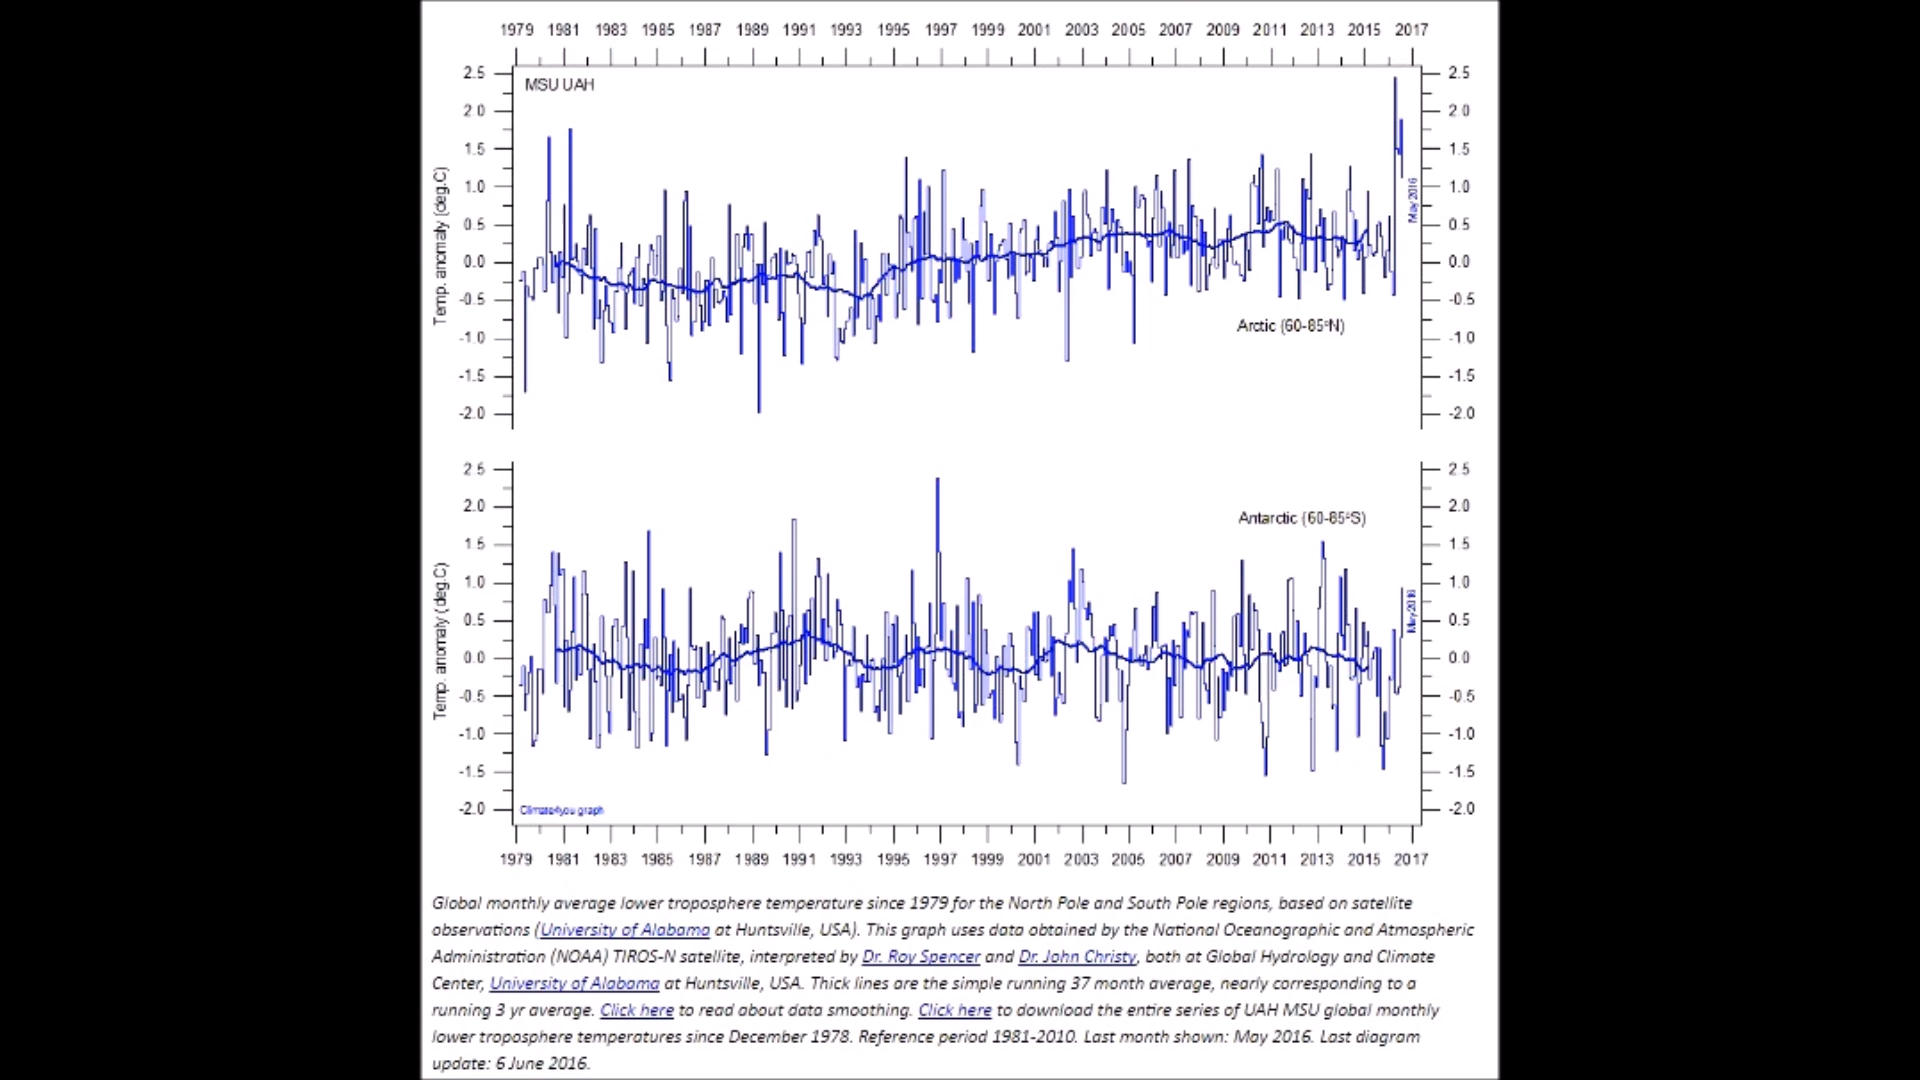 1979 1981 1983 1985 1987 1989 1991 1993 1995 1997 1999 2001 2003 2005 2007 2009 2011 2013 2015 2017
MSU UAH
2.5 2.5
2.0 2.0
1.5 1.5
1.0 1.0
0.5 0.5
0.0 0.0
-0.5 -0.5
-1.0 -1.0
-1.5 -1.5
-2.0 -2.0
Temp. anomaly (deg.C)
May 2016
Arctic (60-85°N)
2.5 2.5
2.0 2.0
1.5 1.5
1.0 1.0
0.5 0.5
0.0 0.0
-0.5 -0.5
-1.0 -1.0
-1.5 -1.5
-2.0 -2.0
Temp. anomaly (deg.C)
Antarctic (60-85°S)
May 2016
Climate4you graph
1979 1981 1983 1985 1987 1989 1991 1993 1995 1997 1999 2001 2003 2005 2007 2009 2011 2013 2015 2017
Global monthly average lower troposphere temperature since 1979 for the North Pole and South Pole regions, based on satellite
observations (University of Alabama at Huntsville, USA). This graph uses data obtained by the National Oceanographic and Atmospheric
Administration (NOAA) TIROS-N satellite, interpreted by Dr. Roy Spencer and Dr. John Christy, both at Global Hydrology and Climate
Center, University of Alabama at Huntsville, USA. Thick lines are the simple running 37 month average, nearly corresponding to a
running 3 yr average. Click here to read about data smoothing. Click here to download the entire series of UAH MSU global monthly
lower troposphere temperatures since December 1978. Reference period 1981-2010. Last month shown: May 2016. Last diagram
update: 6 June 2016.